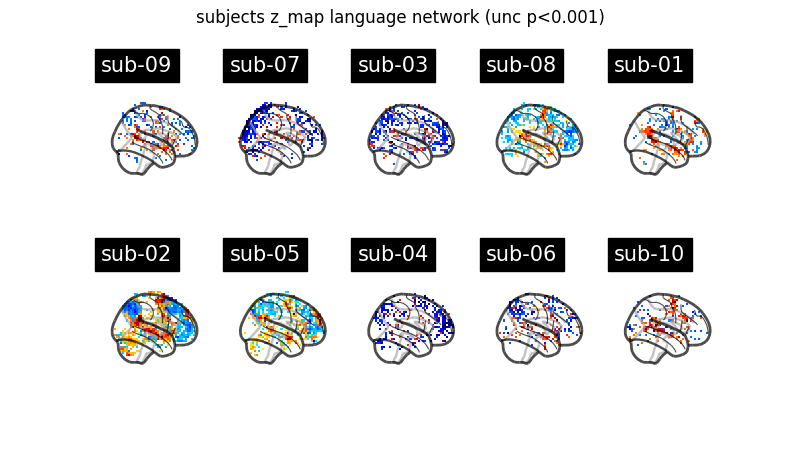 subjects z_map language network (unc p<0.001)
sub-09
sub-07
sub-03
sub-08
sub-01
sub-02
sub-05
sub-04
sub-06
sub-10